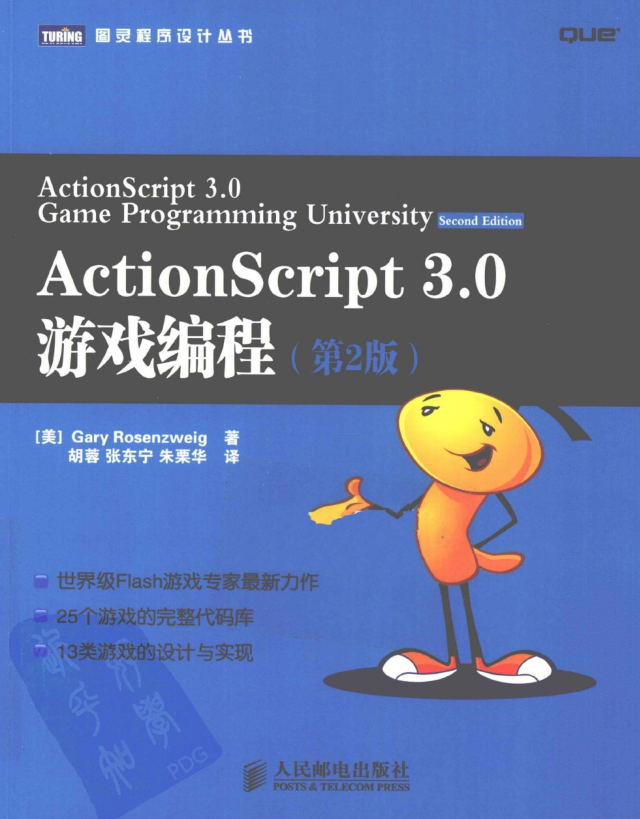 TURING 图灵程序设计丛书
QUE
ActionScript 3.0
Game Programming University Second Edition
ActionScript 3.0
游戏编程（第2版）
[美] Gary Rosenzweig 著
胡蓉 张东宁 朱栗华 译
世界级Flash游戏专家最新力作
25个游戏的完整代码库
13类游戏的设计与实现
PDG
人民邮电出版社
POSTS & TELECOM PRESS